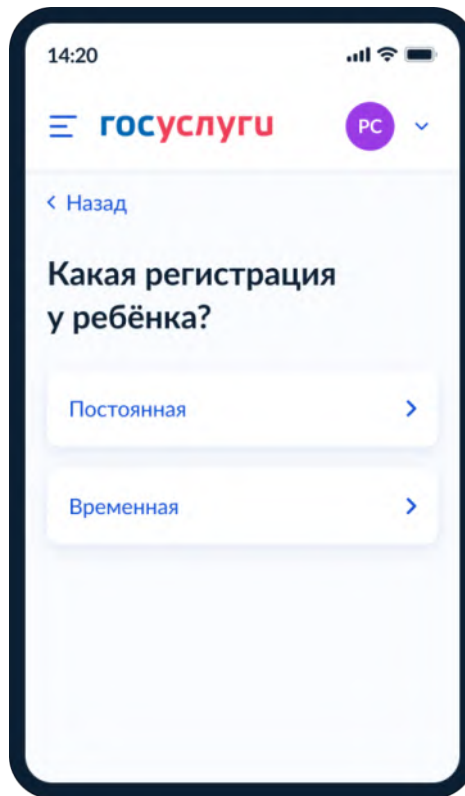 14:20
госуслуги
РС
Назад
Какая регистрация
у ребёнка?
Постоянная
Временная